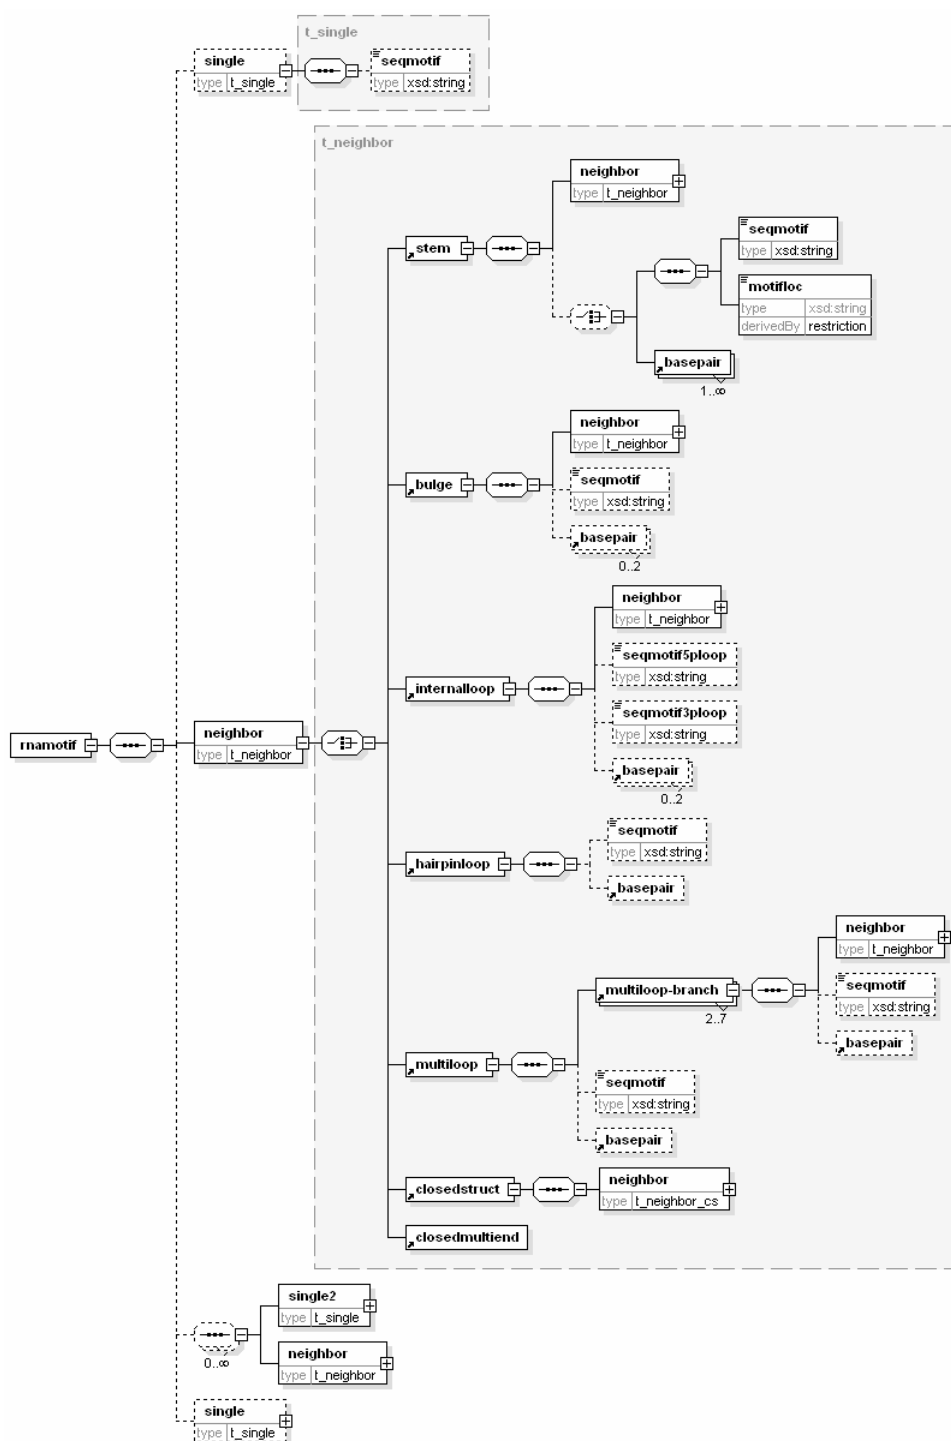 t_single
single
type t_single
seqmotif
type xsd:string
t_neighbor
neighbor
type t_neighbor
stem
seqmotif
type xsd:string
motifloc
type xsd:string
derivedBy restriction
basepair
1..∞
neighbor
type t_neighbor
bulge
seqmotif
type xsd:string
basepair
0..2
neighbor
type t_neighbor
seqmotif5ploop
type xsd:string
internalloop
seqmotif3ploop
type xsd:string
rnamotif
neighbor
type t_neighbor
basepair
0..2
seqmotif
type xsd:string
hairpinloop
basepair
neighbor
type t_neighbor
multiloop-branch
2..7
seqmotif
type xsd:string
basepair
multiloop
seqmotif
type xsd:string
basepair
closedstruct
neighbor
type t_neighbor_cs
closedmultiend
single2
type t_single
0..∞
neighbor
type t_neighbor
single
type t_single